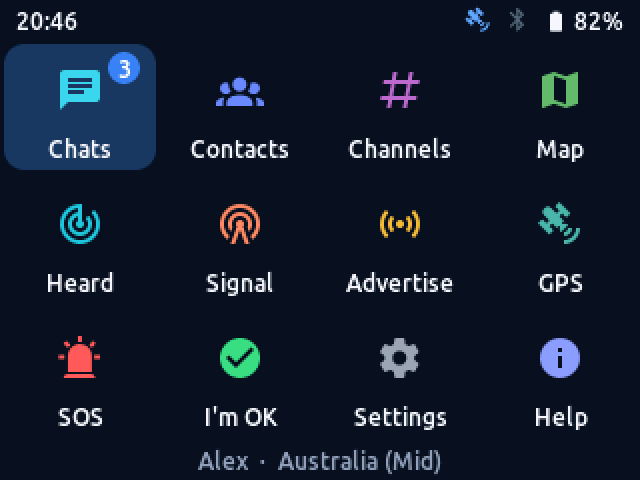 20:46 82%
3
Chats Contacts Channels Map
Heard Signal Advertise GPS
SOS I'm OK Settings Help
Alex · Australia (Mid)